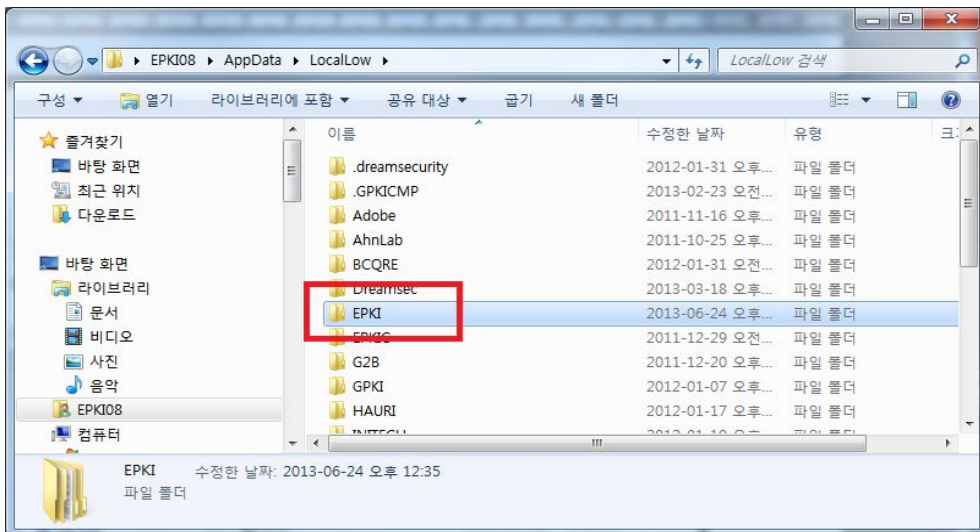 EPKI08 ▸ AppData ▸ LocalLow ▸ LocalLow 검색
구성 열기 라이브러리에 포함 공유 대상 굽기 새 폴더
이름 수정한 날짜 유형
즐겨찾기
바탕 화면
최근 위치
다운로드
바탕 화면
라이브러리
문서
비디오
사진
음악
EPKI08
컴퓨터
.dreamsecurity 2012-01-31 오후... 파일 폴더
.GPKICMP 2013-02-23 오전... 파일 폴더
Adobe 2011-11-16 오후... 파일 폴더
AhnLab 2011-10-25 오후... 파일 폴더
BCQRE 2012-01-31 오전... 파일 폴더
Dreamsec 2013-03-18 오후... 파일 폴더
EPKI 2013-06-24 오후... 파일 폴더
EPKIC 2011-12-29 오전... 파일 폴더
G2B 2011-12-20 오후... 파일 폴더
GPKI 2012-01-07 오후... 파일 폴더
HAURI 2012-01-17 오후... 파일 폴더
EPKI 수정한 날짜: 2013-06-24 오후 12:35
파일 폴더